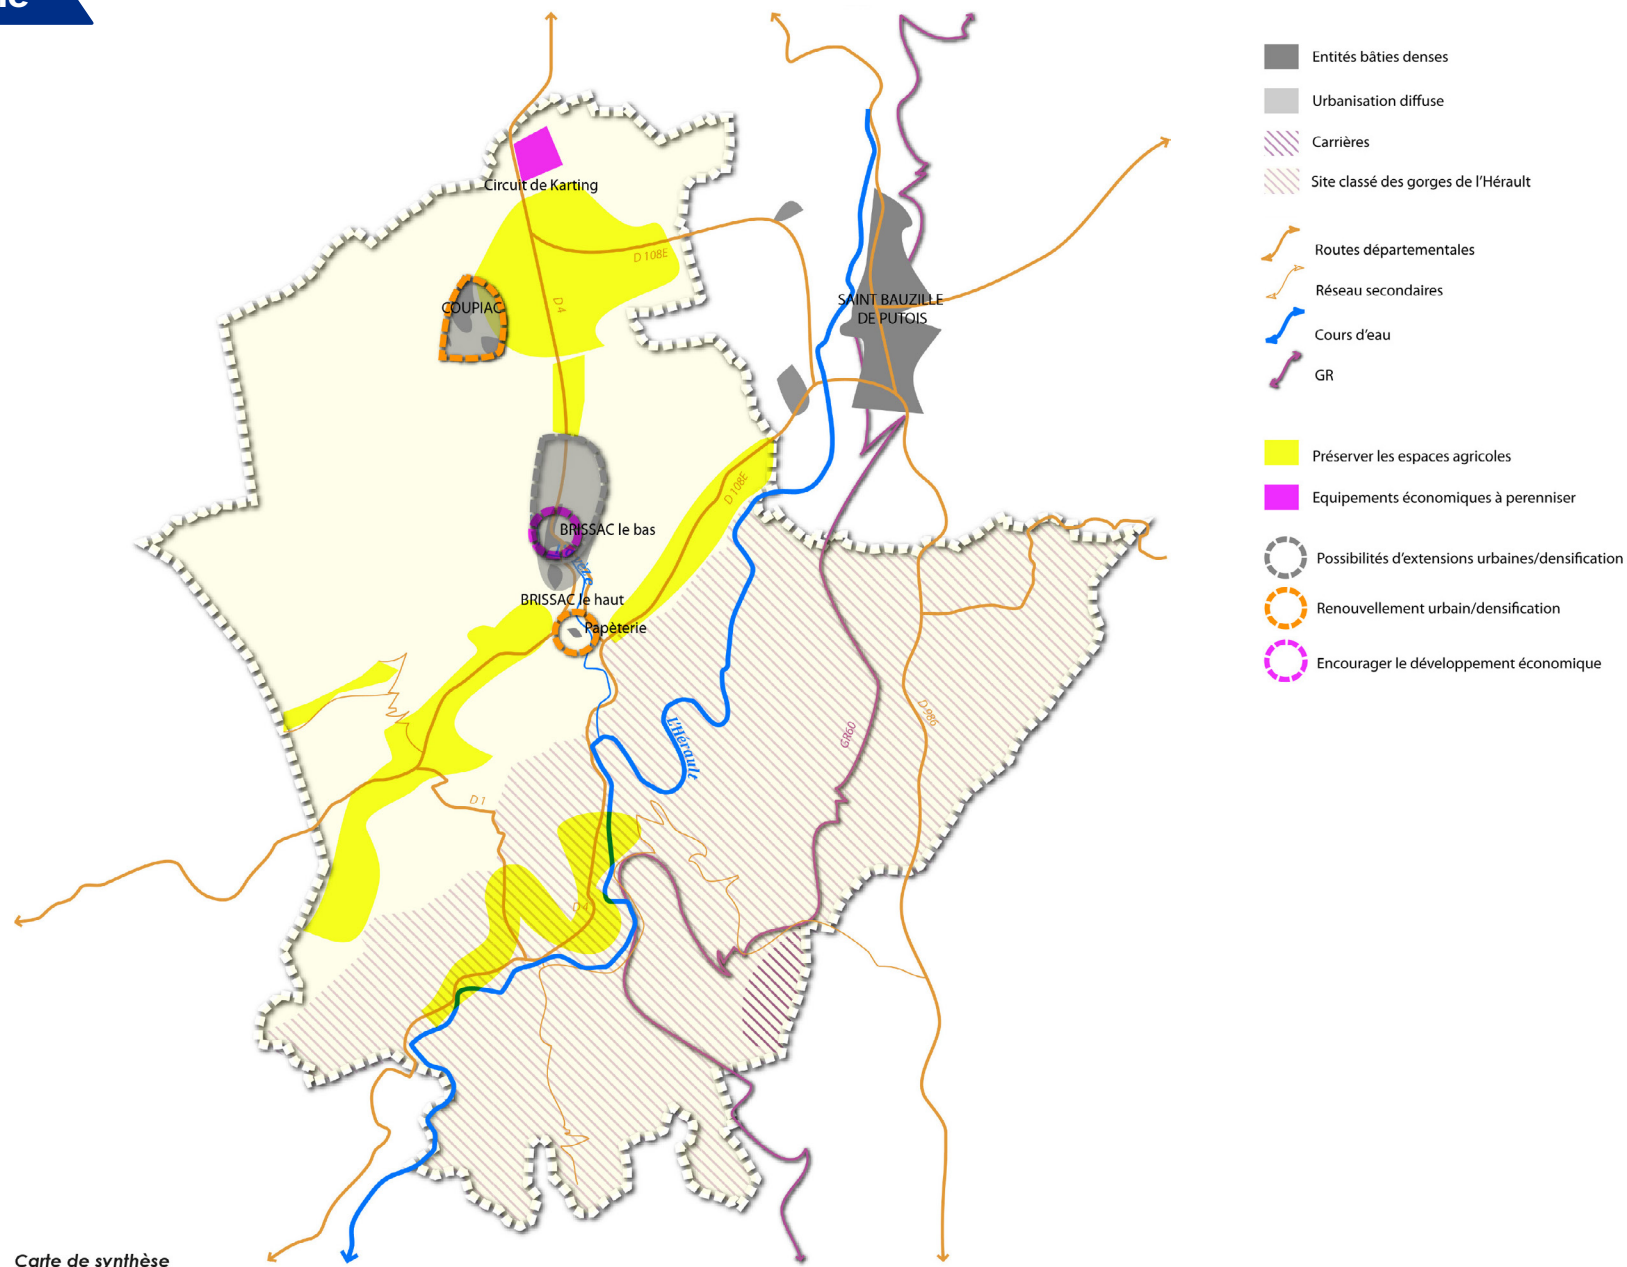 Circuit de Karting
D 108E
COUPIAC
D 4
SAINT BAUZILLE
DE PUTOIS
D 108E
BRISSAC le bas
BRISSAC le haut
Papèterie
L'Hérault
GR60
D 986
D 1
D 4
Entités bâties denses
Urbanisation diffuse
Carrières
Site classé des gorges de l'Hérault
Routes départementales
Réseau secondaires
Cours d'eau
GR
Préserver les espaces agricoles
Equipements économiques à perenniser
Possibilités d'extensions urbaines/densification
Renouvellement urbain/densification
Encourager le développement économique
Carte de synthèse